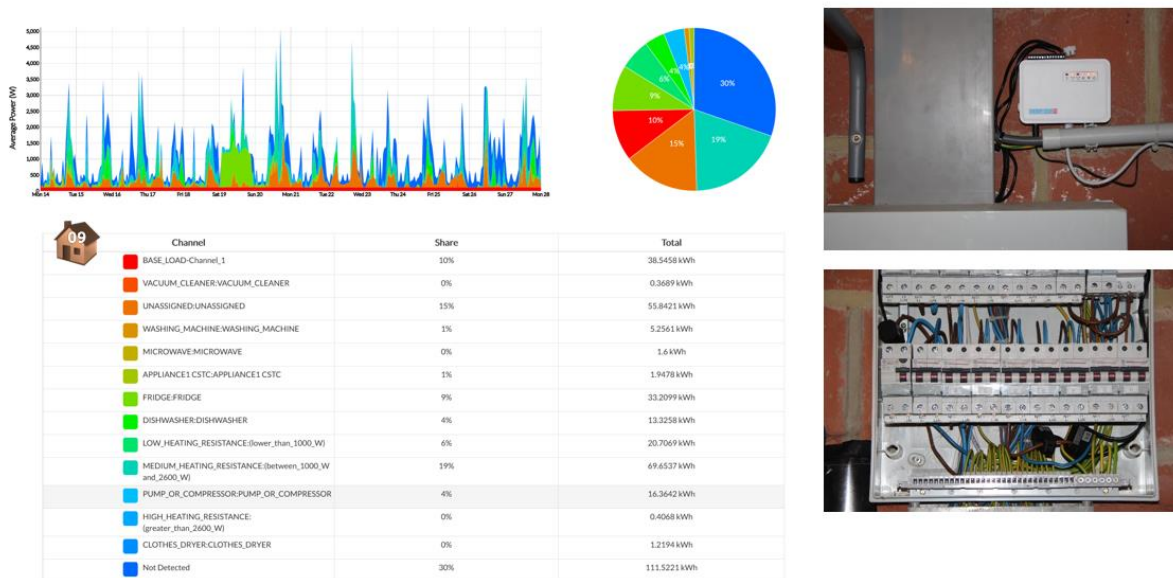 5,000
4,500
4,000
3,500
3,000
2,500
2,000
1,500
1,000
500
0
Average Power (W)
Mon 14 Tue 15 Wed 16 Thu 17 Fri 18 Sat 19 Sun 20 Mon 21 Tue 22 Wed 23 Thu 24 Fri 25 Sat 26 Sun 27 Mon 28
30%
19%
15%
10%
9%
6%
4%
4%
09
Channel Share Total
BASE_LOAD-Channel_1 10% 38.5458 kWh
VACUUM_CLEANER:VACUUM_CLEANER 0% 0.3689 kWh
UNASSIGNED:UNASSIGNED 15% 55.8421 kWh
WASHING_MACHINE:WASHING_MACHINE 1% 5.2561 kWh
MICROWAVE:MICROWAVE 0% 1.6 kWh
APPLIANCE1 CSTC:APPLIANCE1 CSTC 1% 1.9478 kWh
FRIDGE:FRIDGE 9% 33.2099 kWh
DISHWASHER:DISHWASHER 4% 13.3258 kWh
LOW_HEATING_RESISTANCE:(lower_than_1000_W) 6% 20.7069 kWh
MEDIUM_HEATING_RESISTANCE:(between_1000_W
and_2600_W) 19% 69.6537 kWh
PUMP_OR_COMPRESSOR:PUMP_OR_COMPRESSOR 4% 16.3642 kWh
HIGH_HEATING_RESISTANCE:
(greater_than_2600_W) 0% 0.4068 kWh
CLOTHES_DRYER:CLOTHES_DRYER 0% 1.2194 kWh
Not Detected 30% 111.5221 kWh